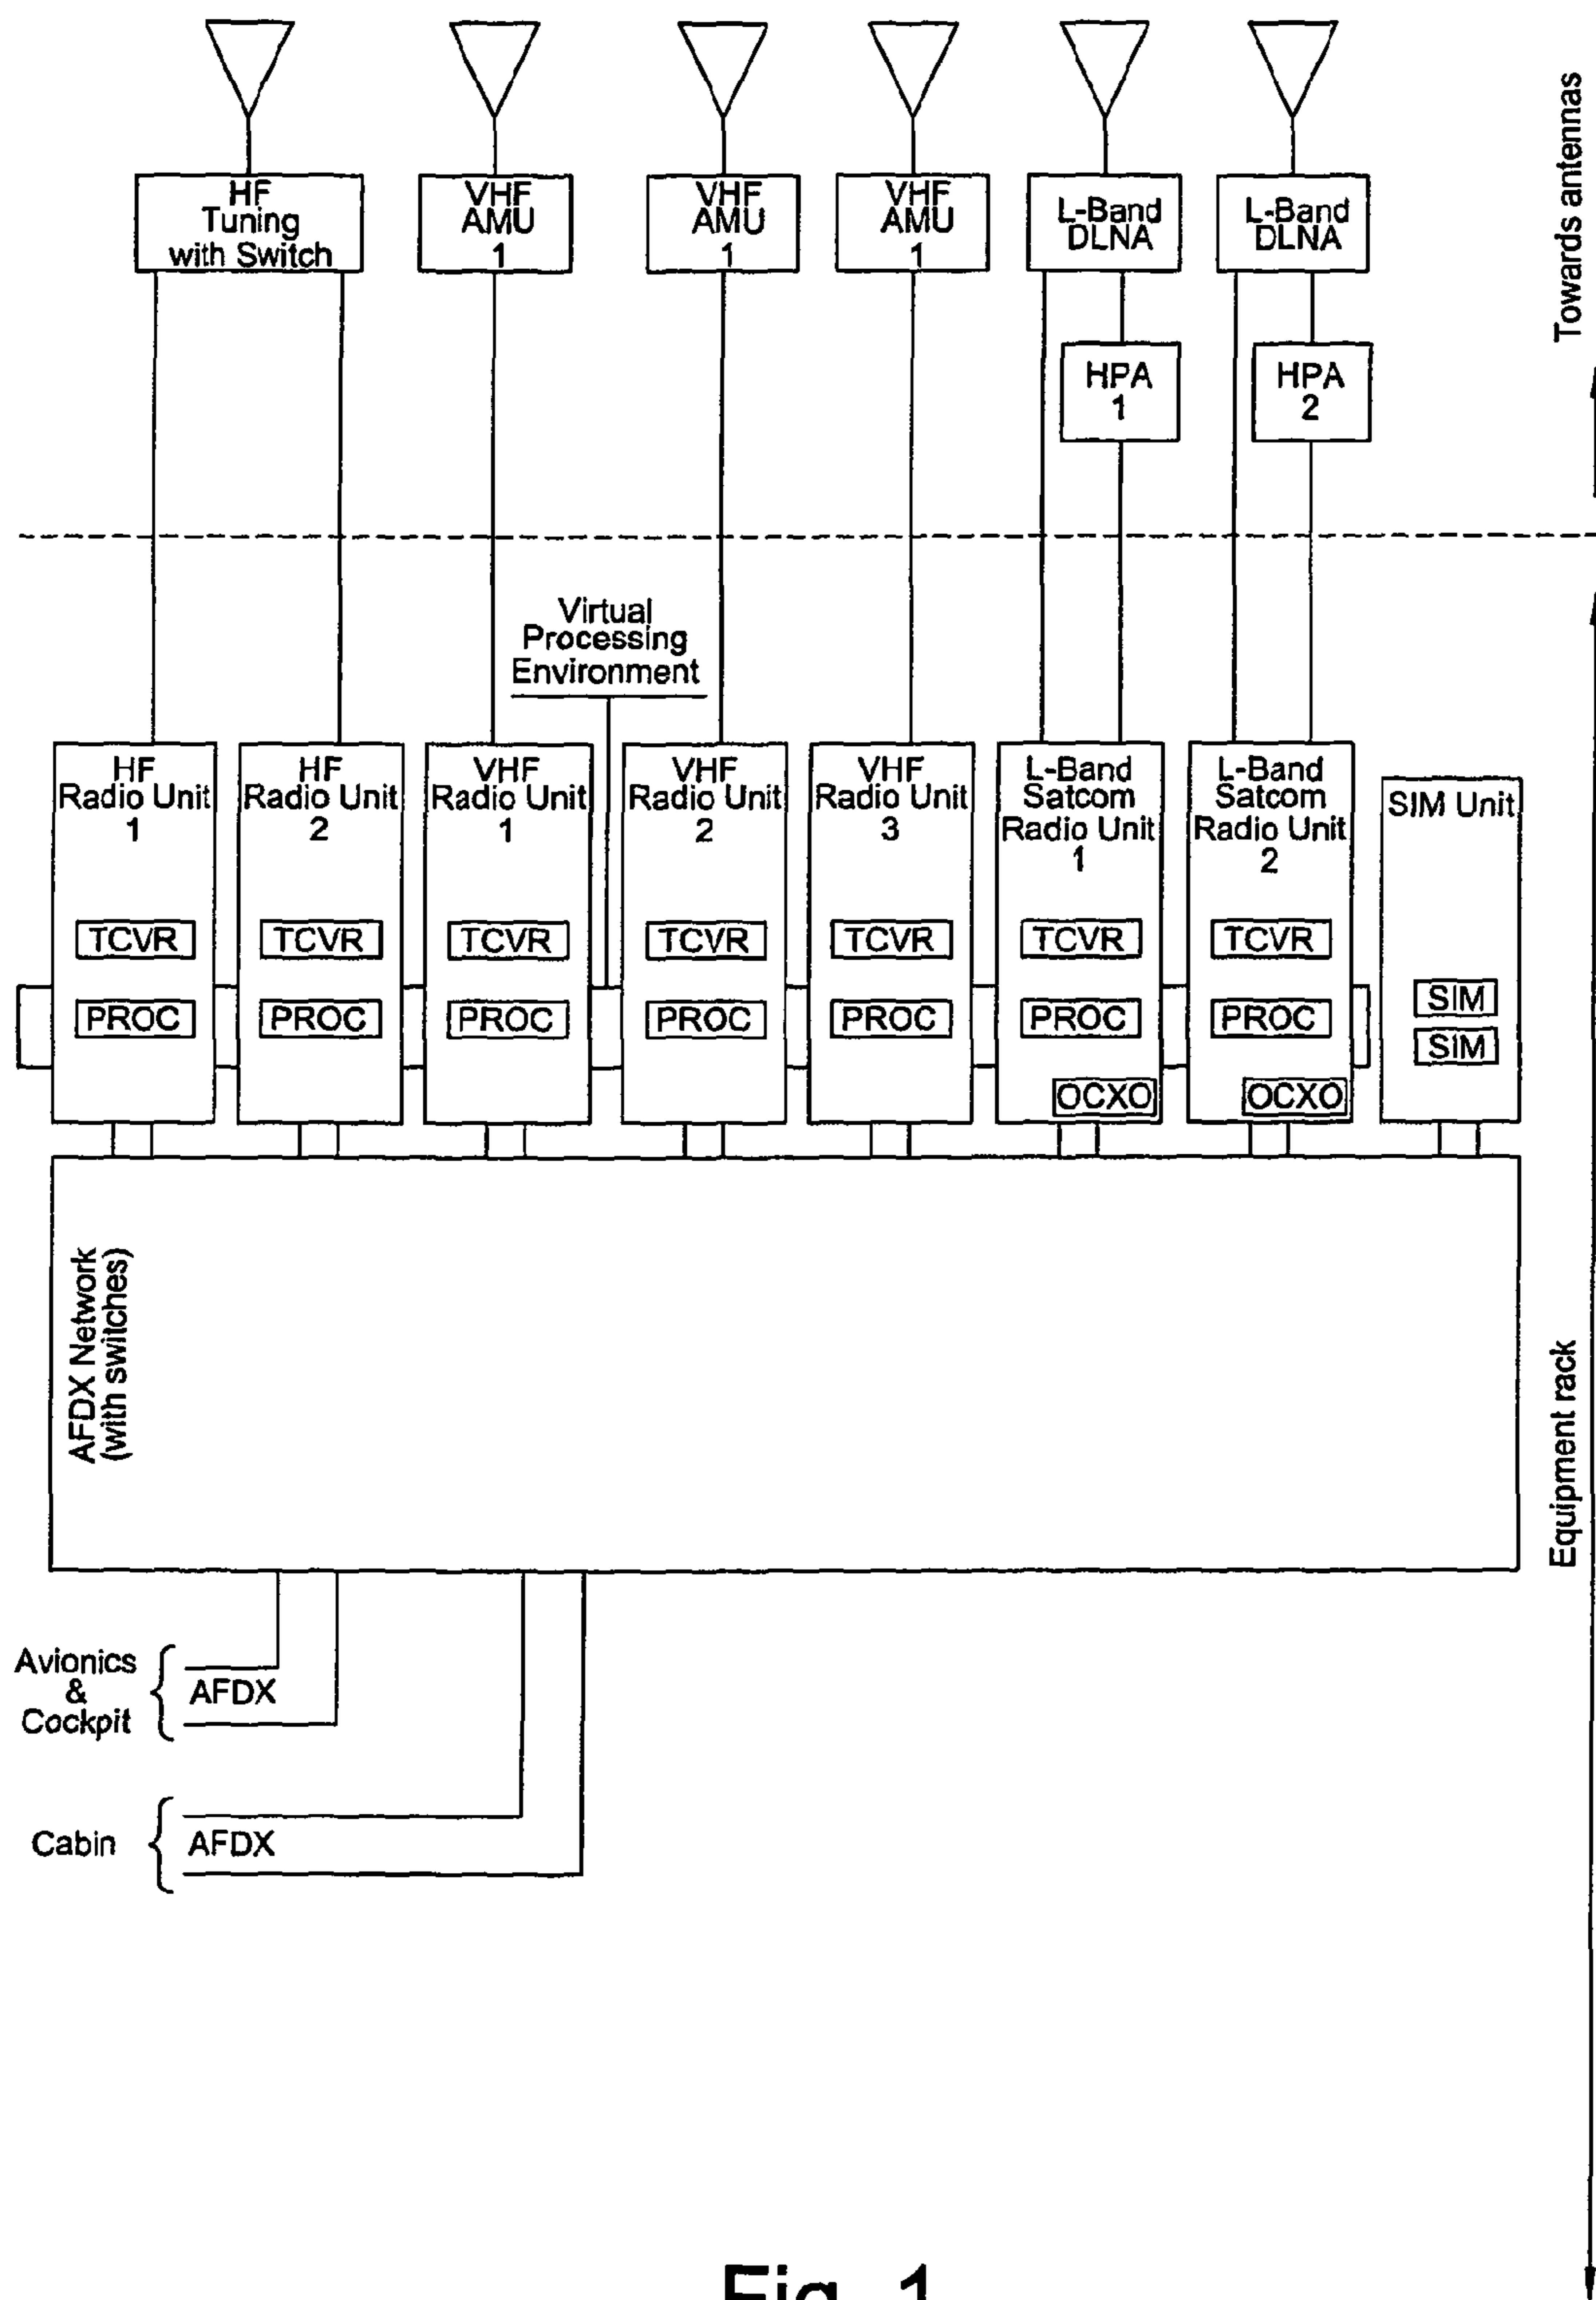 HF
Tuning
with Switch
VHF
AMU
1
VHF
AMU
1
VHF
AMU
1
L-Band
DLNA
L-Band
DLNA
Towards antennas
HPA
1
HPA
2
Virtual
Processing
Environment
HF
Radio Unit
1
HF
Radio Unit
2
VHF
Radio Unit
1
VHF
Radio Unit
2
VHF
Radio Unit
3
L-Band
Satcom
Radio Unit
1
L-Band
Satcom
Radio Unit
2
SIM Unit
TCVR
TCVR
TCVR
TCVR
TCVR
TCVR
TCVR
PROC
PROC
PROC
PROC
PROC
PROC
PROC
SIM
SIM
OCXO
OCXO
AFDX Network
(with switches)
Equipment rack
Avionics
&
Cockpit
AFDX
Cabin
AFDX
Fig. 1